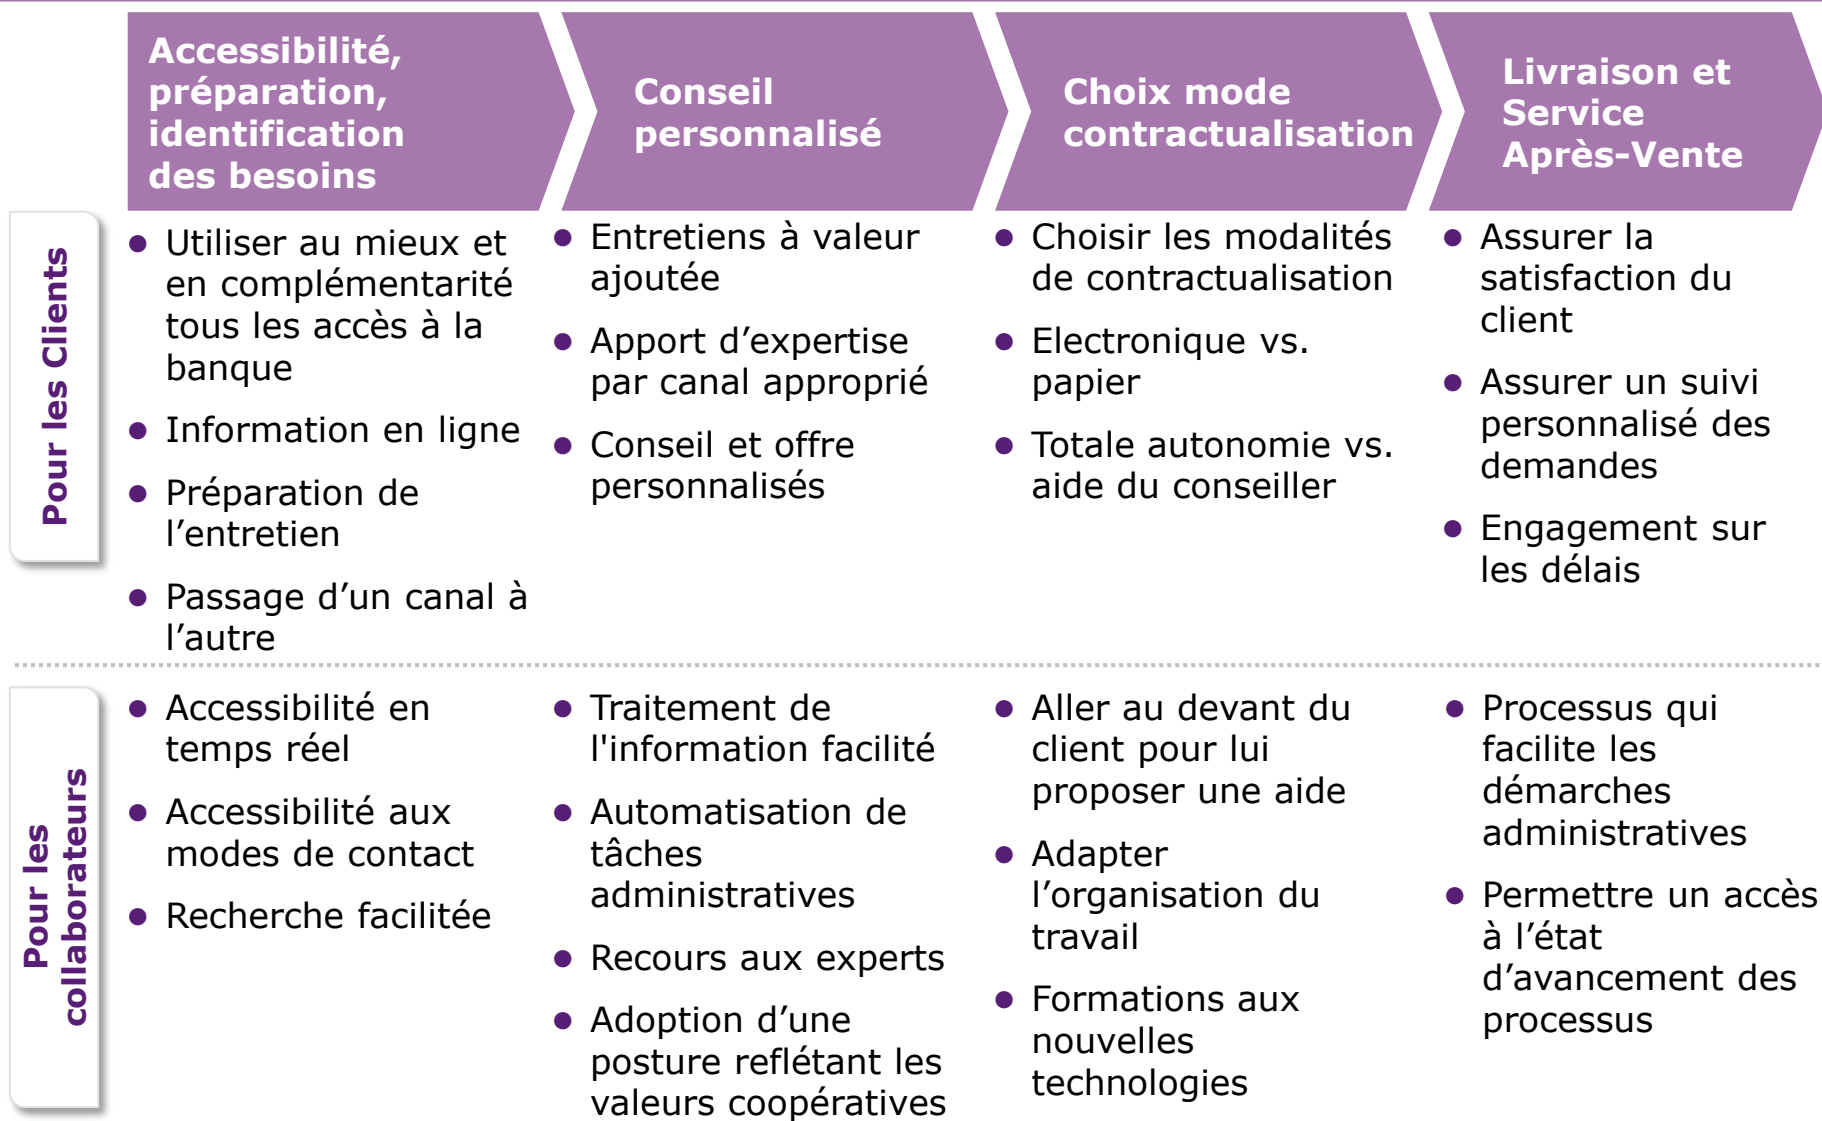 Accessibilité,
préparation,
identification
des besoins
Conseil
personnalisé
Choix mode
contractualisation
Livraison et
Service
Après-Vente
Pour les Clients
● Utiliser au mieux et
en complémentarité
tous les accès à la
banque
● Information en ligne
● Préparation de
l’entretien
● Passage d’un canal à
l’autre
● Entretiens à valeur
ajoutée
● Apport d’expertise
par canal approprié
● Conseil et offre
personnalisés
● Choisir les modalités
de contractualisation
● Electronique vs.
papier
● Totale autonomie vs.
aide du conseiller
● Assurer la
satisfaction du
client
● Assurer un suivi
personnalisé des
demandes
● Engagement sur
les délais
Pour les
collaborateurs
● Accessibilité en
temps réel
● Accessibilité aux
modes de contact
● Recherche facilitée
● Traitement de
l'information facilité
● Automatisation de
tâches
administratives
● Recours aux experts
● Adoption d’une
posture reflétant les
valeurs coopératives
● Aller au devant du
client pour lui
proposer une aide
● Adapter
l’organisation du
travail
● Formations aux
nouvelles
technologies
● Processus qui
facilite les
démarches
administratives
● Permettre un accès
à l’état
d’avancement des
processus